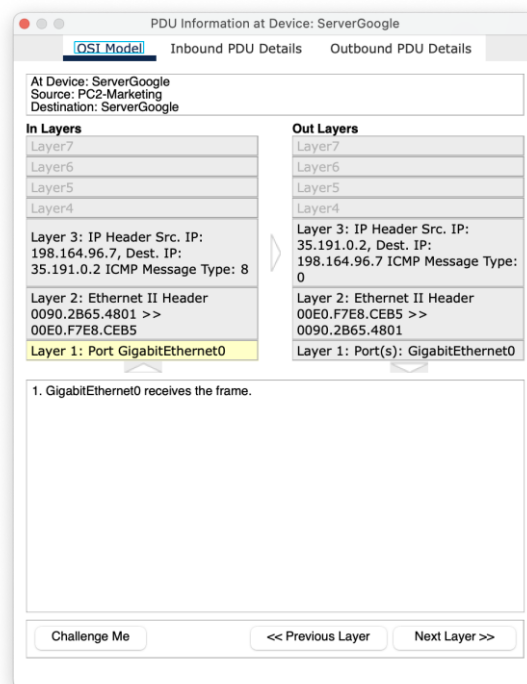 PDU Information at Device: ServerGoogle
OSI Model Inbound PDU Details Outbound PDU Details
At Device: ServerGoogle
Source: PC2-Marketing
Destination: ServerGoogle
In Layers
Layer7
Layer6
Layer5
Layer4
Layer 3: IP Header Src. IP:
198.164.96.7, Dest. IP:
35.191.0.2 ICMP Message Type: 8
Layer 2: Ethernet II Header
0090.2B65.4801 >>
00E0.F7E8.CEB5
Layer 1: Port GigabitEthernet0
Out Layers
Layer7
Layer6
Layer5
Layer4
Layer 3: IP Header Src. IP:
35.191.0.2, Dest. IP:
198.164.96.7 ICMP Message Type:
0
Layer 2: Ethernet II Header
00E0.F7E8.CEB5 >>
0090.2B65.4801
Layer 1: Port(s): GigabitEthernet0
1. GigabitEthernet0 receives the frame.
Challenge Me << Previous Layer Next Layer >>